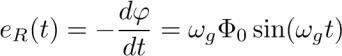 e_R(t) = -\frac{d\varphi}{dt} = \omega_g \Phi_0 \sin(\omega_g t)